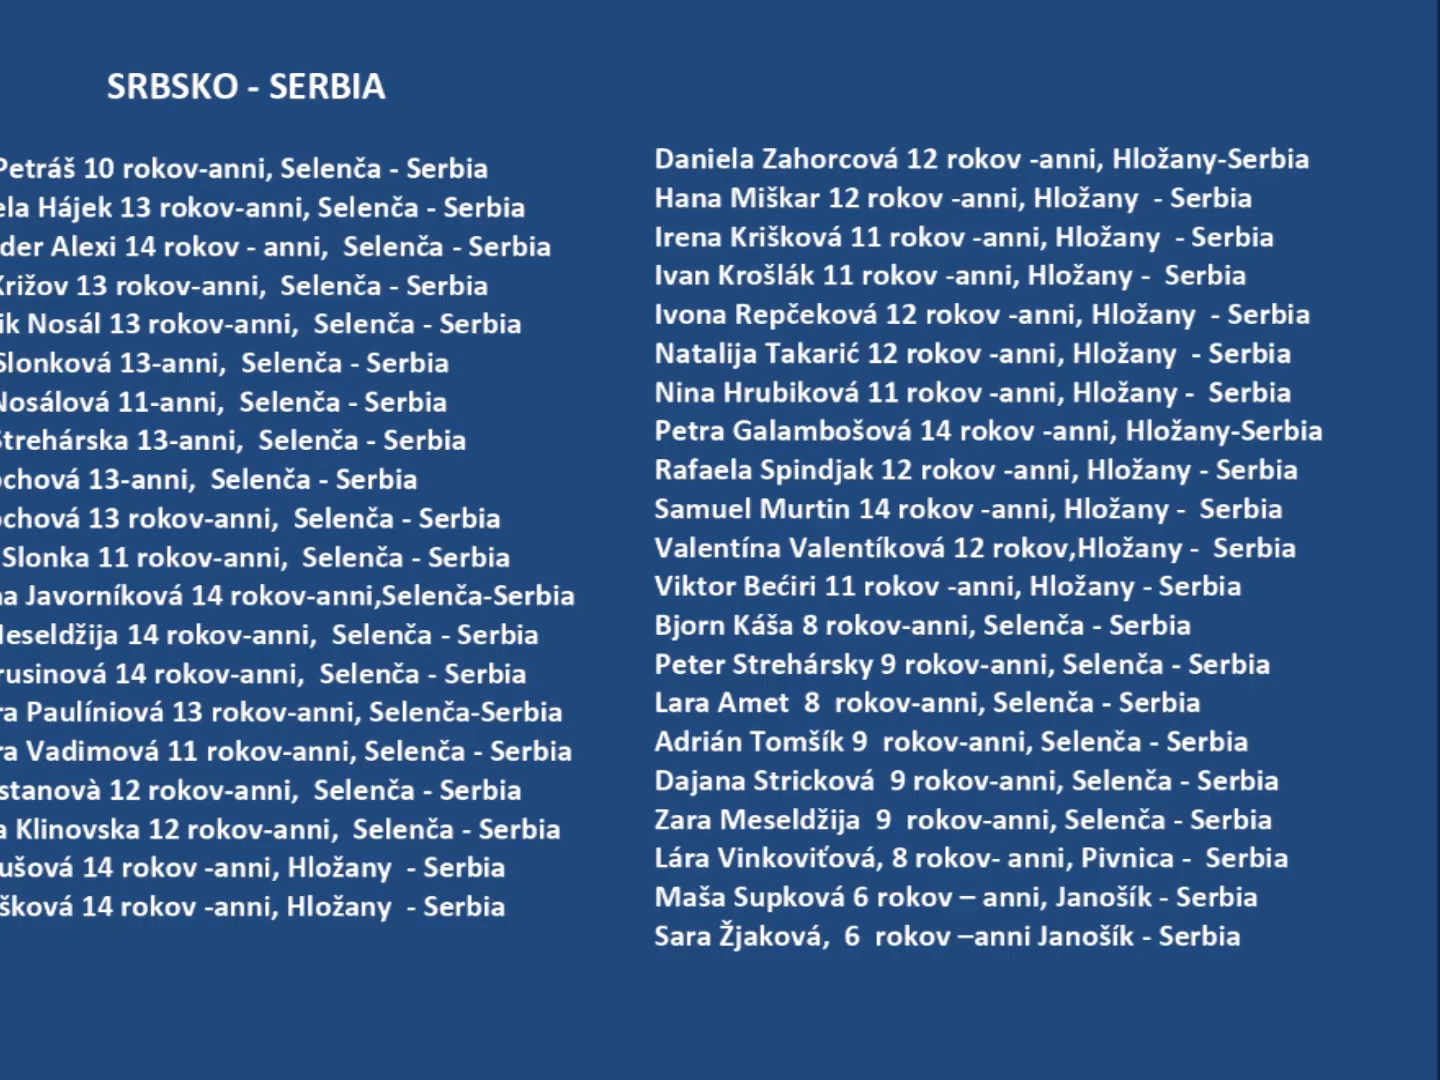 SRBSKO - SERBIA
Petráš 10 rokov-anni, Selenča - Serbia
Hájek 13 rokov-anni, Selenča - Serbia
Alexi 14 rokov - anni, Selenča - Serbia
Križov 13 rokov-anni, Selenča - Serbia
Nosál 13 rokov-anni, Selenča - Serbia
Slonková 13-anni, Selenča - Serbia
Nosálová 11-anni, Selenča - Serbia
Strehárska 13-anni, Selenča - Serbia
13-anni, Selenča - Serbia
13 rokov-anni, Selenča - Serbia
Slonka 11 rokov-anni, Selenča - Serbia
Javorníková 14 rokov-anni,Selenča-Serbia
Meseldžija 14 rokov-anni, Selenča - Serbia
14 rokov-anni, Selenča - Serbia
Paulíniová 13 rokov-anni, Selenča-Serbia
Vadimová 11 rokov-anni, Selenča - Serbia
12 rokov-anni, Selenča - Serbia
Klinovska 12 rokov-anni, Selenča - Serbia
14 rokov -anni, Hložany - Serbia
14 rokov -anni, Hložany - Serbia
Daniela Zahorcová 12 rokov -anni, Hložany-Serbia
Hana Miškar 12 rokov -anni, Hložany - Serbia
Irena Krišková 11 rokov -anni, Hložany - Serbia
Ivan Krošlák 11 rokov -anni, Hložany - Serbia
Ivona Repčeková 12 rokov -anni, Hložany - Serbia
Natalija Takarić 12 rokov -anni, Hložany - Serbia
Nina Hrubiková 11 rokov -anni, Hložany - Serbia
Petra Galambošová 14 rokov -anni, Hložany-Serbia
Rafaela Spindjak 12 rokov -anni, Hložany - Serbia
Samuel Murtin 14 rokov -anni, Hložany - Serbia
Valentína Valentíková 12 rokov,Hložany - Serbia
Viktor Bećiri 11 rokov -anni, Hložany - Serbia
Bjorn Káša 8 rokov-anni, Selenča - Serbia
Peter Strehársky 9 rokov-anni, Selenča - Serbia
Lara Amet 8 rokov-anni, Selenča - Serbia
Adrián Tomšík 9 rokov-anni, Selenča - Serbia
Dajana Stricková 9 rokov-anni, Selenča - Serbia
Zara Meseldžija 9 rokov-anni, Selenča - Serbia
Lára Vinkoviťová, 8 rokov- anni, Pivnica - Serbia
Maša Supková 6 rokov – anni, Janošík - Serbia
Sara Žjaková, 6 rokov –anni Janošík - Serbia